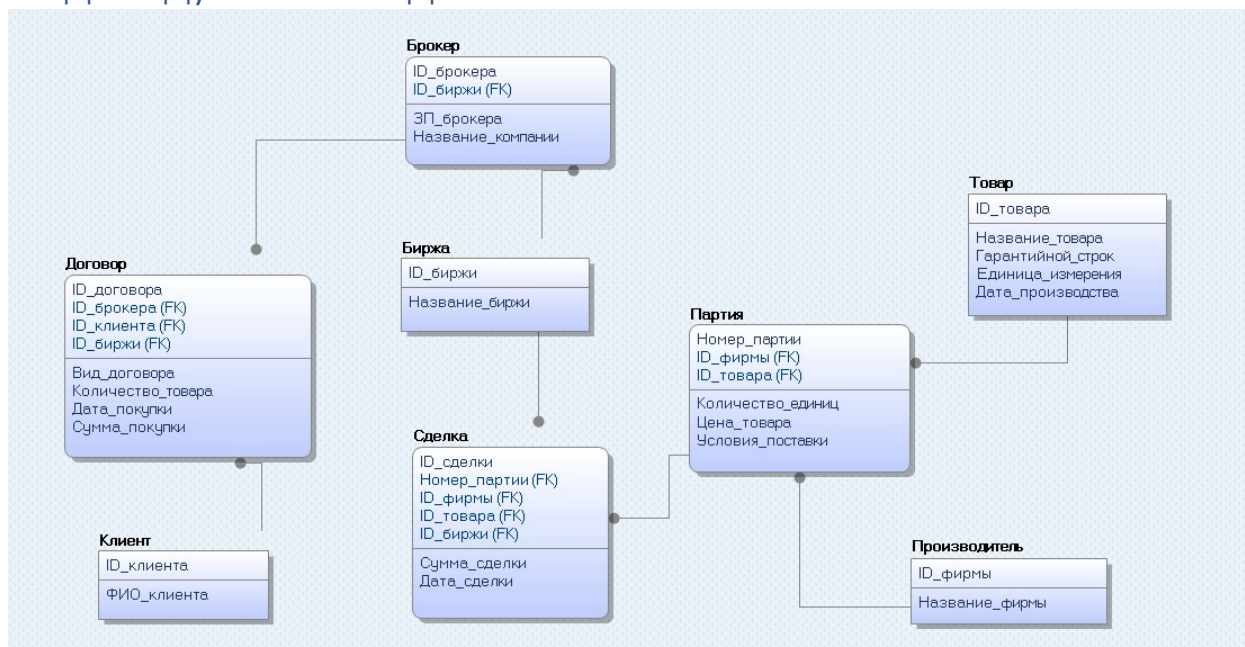 Брокер
ID_брокера
ID_биржи (FK)
ЗП_брокера
Название_компании
Товар
ID_товара
Название_товара
Гарантийной_строк
Единица_измерения
Дата_производства
Биржа
ID_биржи
Название_биржи
Договор
ID_договора
ID_брокера (FK)
ID_клиента (FK)
ID_биржи (FK)
Вид_договора
Количество_товара
Дата_покупки
Сумма_покупки
Партия
Номер_партии
ID_фирмы (FK)
ID_товара (FK)
Количество_единиц
Цена_товара
Условия_поставки
Сделка
ID_сделки
Номер_партии (FK)
ID_фирмы (FK)
ID_товара (FK)
ID_биржи (FK)
Сумма_сделки
Дата_сделки
Клиент
ID_клиента
ФИО_клиента
Производитель
ID_фирмы
Название_фирмы